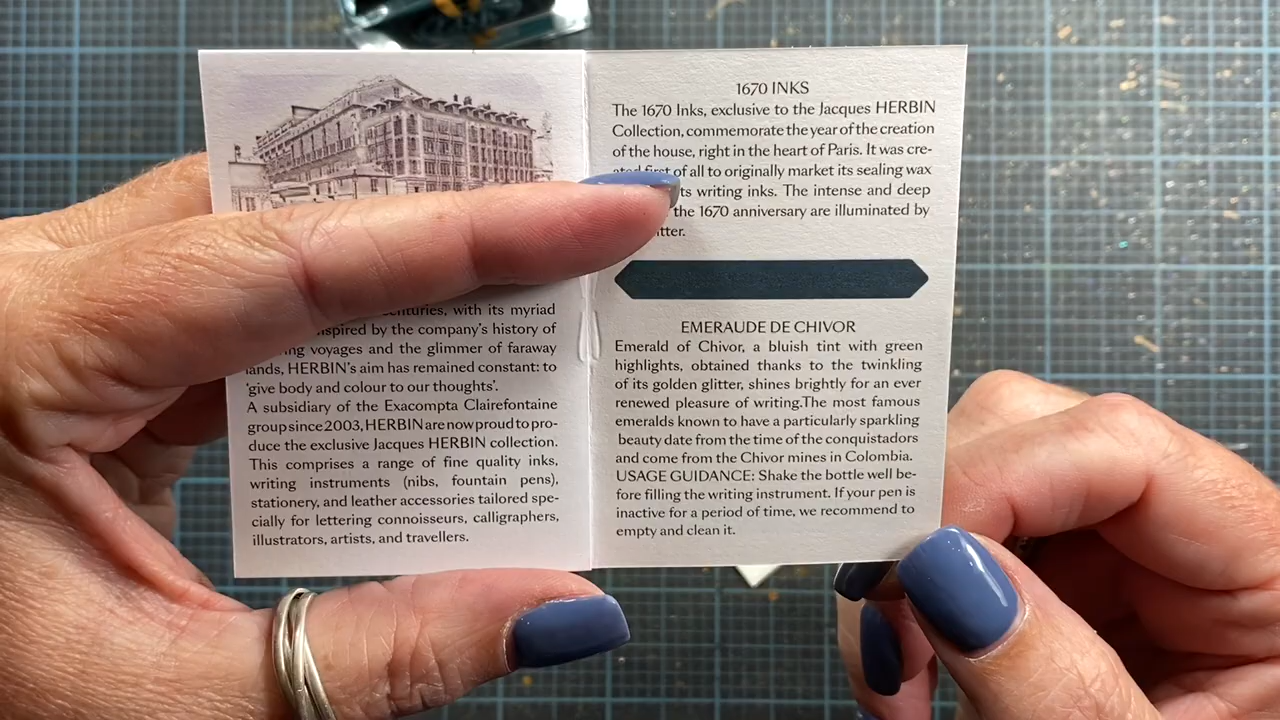 centuries, with its myriad
inspired by the company's history of
voyages and the glimmer of faraway
lands, HERBIN's aim has remained constant: to
'give body and colour to our thoughts'.
A subsidiary of the Exacompta Clairefontaine
group since 2003, HERBIN are now proud to pro-
duce the exclusive Jacques HERBIN collection.
This comprises a range of fine quality inks,
writing instruments (nibs, fountain pens),
stationery, and leather accessories tailored spe-
cially for lettering connoisseurs, calligraphers,
illustrators, artists, and travellers.
1670 INKS
The 1670 Inks, exclusive to the Jacques HERBIN
Collection, commemorate the year of the creation
of the house, right in the heart of Paris. It was cre-
ated first of all to originally market its sealing wax
its writing inks. The intense and deep
the 1670 anniversary are illuminated by
EMERAUDE DE CHIVOR
Emerald of Chivor, a bluish tint with green
highlights, obtained thanks to the twinkling
of its golden glitter, shines brightly for an ever
renewed pleasure of writing.The most famous
emeralds known to have a particularly sparkling
beauty date from the time of the conquistadors
and come from the Chivor mines in Colombia.
USAGE GUIDANCE: Shake the bottle well be-
fore filling the writing instrument. If your pen is
inactive for a period of time, we recommend to
empty and clean it.